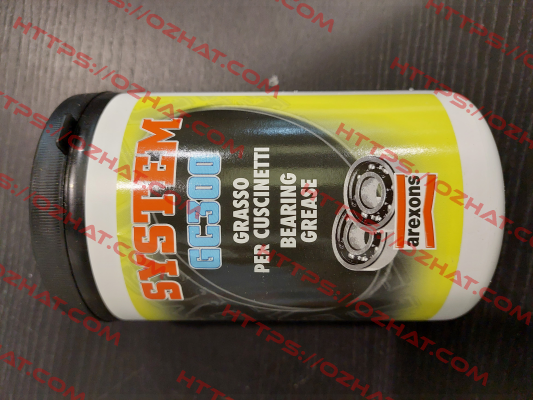 SYSTEM
GC300
GRASSO
PER CUSCINETTI
BEARING
GREASE
arexons
HTTPS://OZHAT.COM